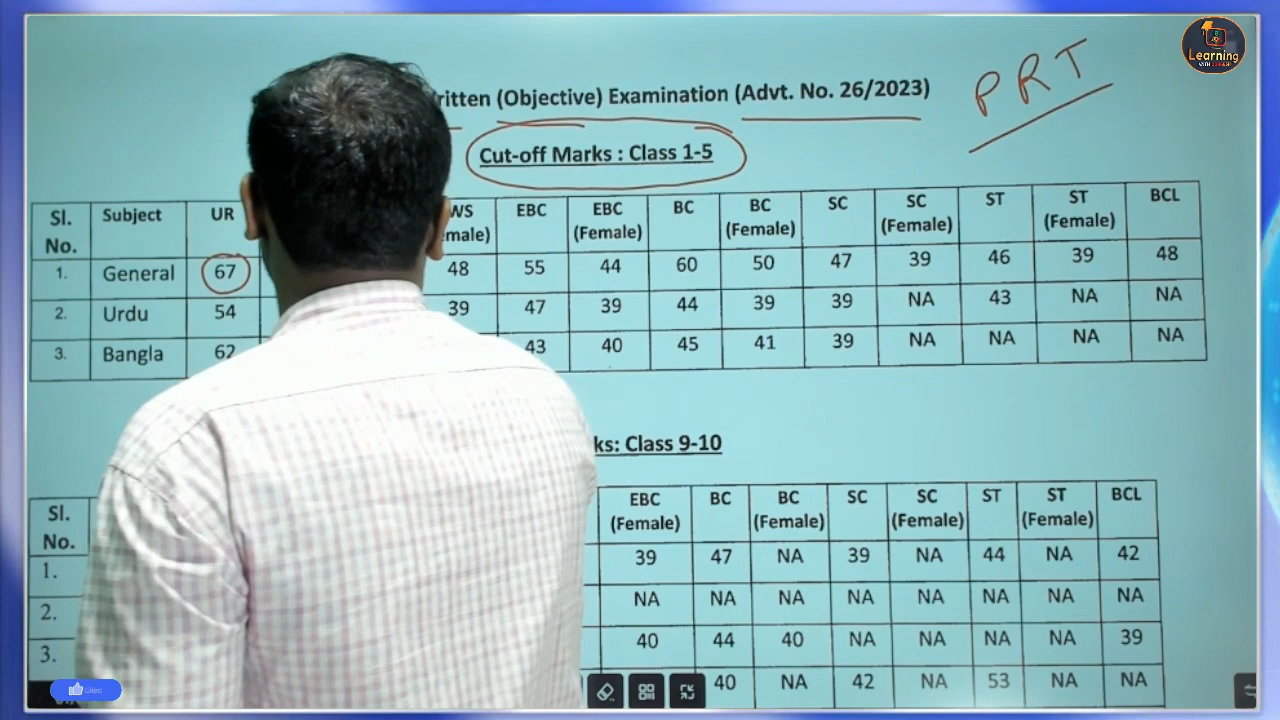 Learning
PRT
(Objective) Examination (Advt. No. 26/2023)
Cut-off Marks : Class 1-5
Sl. No. Subject UR EBC EBC (Female) BC BC (Female) SC SC (Female) ST ST (Female) BCL
1. General 67 48 55 44 60 50 47 39 46 39 48
2. Urdu 54 39 47 39 44 39 39 NA 43 NA NA
3. Bangla 62 43 40 45 41 39 NA NA NA NA
Class 9-10
Sl. No. EBC (Female) BC BC (Female) SC SC (Female) ST ST (Female) BCL
1. 39 47 NA 39 NA 44 NA 42
2. NA NA NA NA NA NA NA NA
3. 40 44 40 NA NA NA NA 39
40 NA 42 NA 53 NA NA
Liked